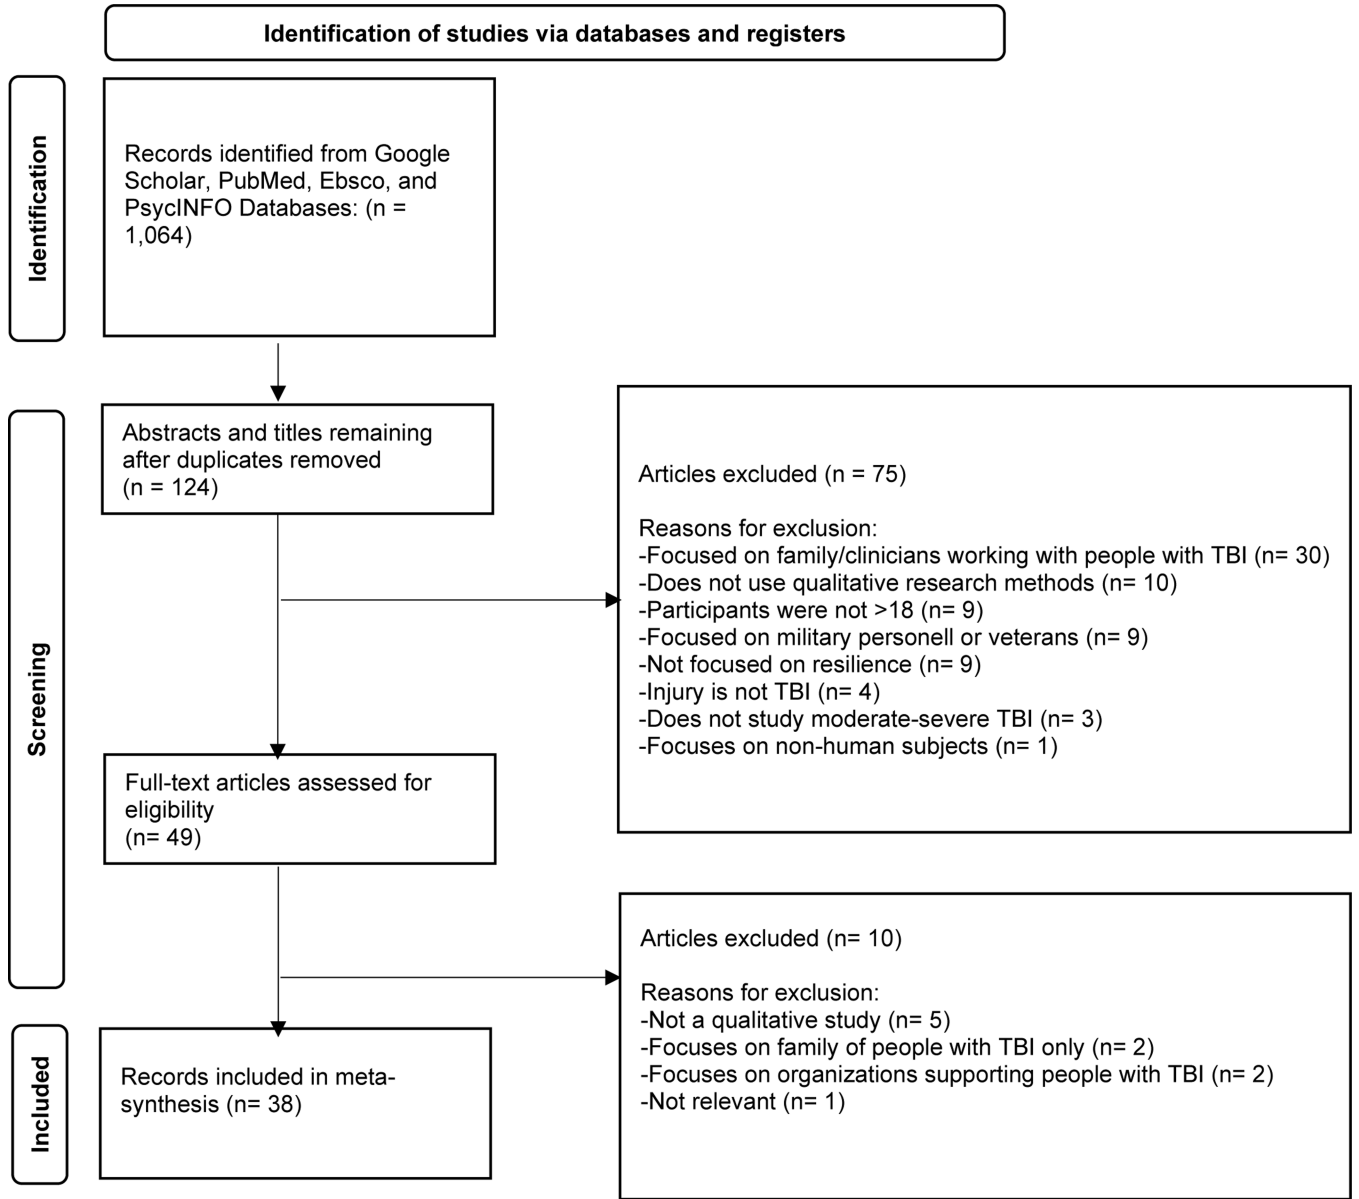 Identification of studies via databases and registers
Identification
Records identified from Google
Scholar, PubMed, Ebsco, and
PsycINFO Databases: (n =
1,064)
Screening
Abstracts and titles remaining
after duplicates removed
(n = 124)
Articles excluded (n = 75)
Reasons for exclusion:
-Focused on family/clinicians working with people with TBI (n= 30)
-Does not use qualitative research methods (n= 10)
-Participants were not >18 (n= 9)
-Focused on military personell or veterans (n= 9)
-Not focused on resilience (n= 9)
-Injury is not TBI (n= 4)
-Does not study moderate-severe TBI (n= 3)
-Focuses on non-human subjects (n= 1)
Full-text articles assessed for
eligibility
(n= 49)
Articles excluded (n= 10)
Reasons for exclusion:
-Not a qualitative study (n= 5)
-Focuses on family of people with TBI only (n= 2)
-Focuses on organizations supporting people with TBI (n= 2)
-Not relevant (n= 1)
Included
Records included in meta-
synthesis (n= 38)